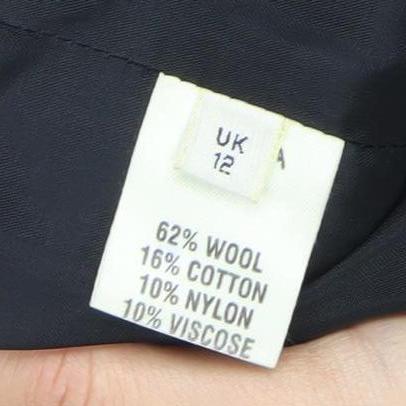 UK
12
A
62% WOOL
16% COTTON
10% NYLON
10% VISCOSE